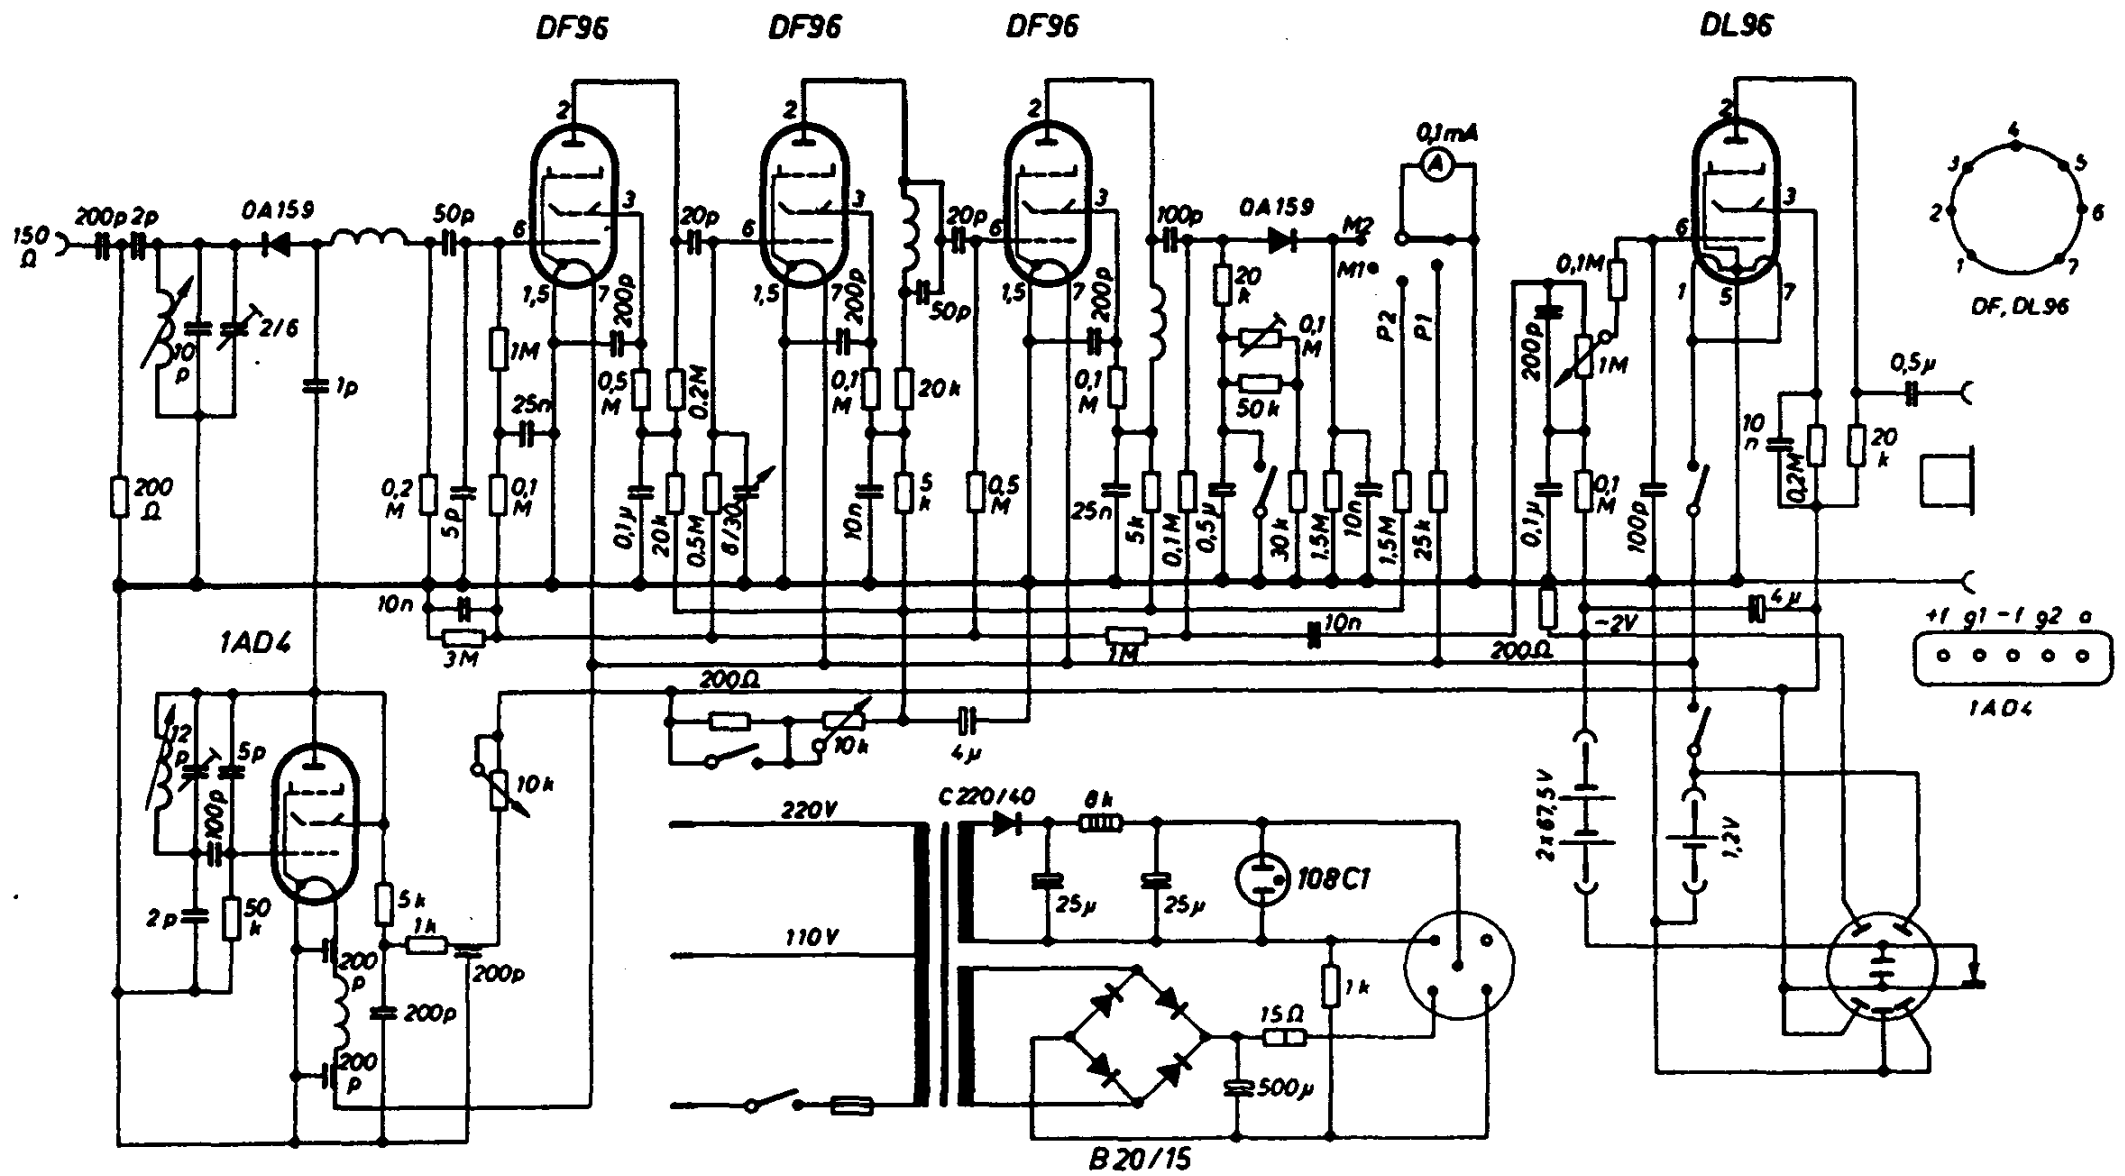 DF96 DF96 DF96 DL96
2 2 2 2
0,1mA
A
4
3 5
2 6
1 7
DF, DL96
150
Ω
200p 2p
0A159
50p
6
3
20p
6
3
20p
6
3
100p
0A159
M2
M1
0,1M
6
3
2/6
10
p
1p
1,5 7
200p
1,5 7
200p
50p
1,5 7
200p
20
k
0,1
M
P2
P1
200p
1M
1 5 7
0,5µ
1M
25n
0,5
M
0.2M
0,1
M
20k
0,1
M
50k
10
n
0,2M
20
k
200
Ω
0,2
M
5p
0,1
M
0,1µ
20k
0.5M
6/30
10n
5
k
0,5
M
25n
5k
0,1M
0,5µ
30k
1.5M
10n
1.5M
25k
0,1µ
0,1
M
100p
10n
3M
1M
10n
200Ω
~2V
4µ
+f g1 -f g2 a
1AD4
1AD4
200Ω
10k
4µ
12
p
5p
100p
2p
50
k
5k
1k
10k
200
p
200p
200p
200
p
220V
110V
C220/40
8k
25µ
25µ
108C1
1k
15Ω
500µ
B20/15
2x67,5V
1,2V